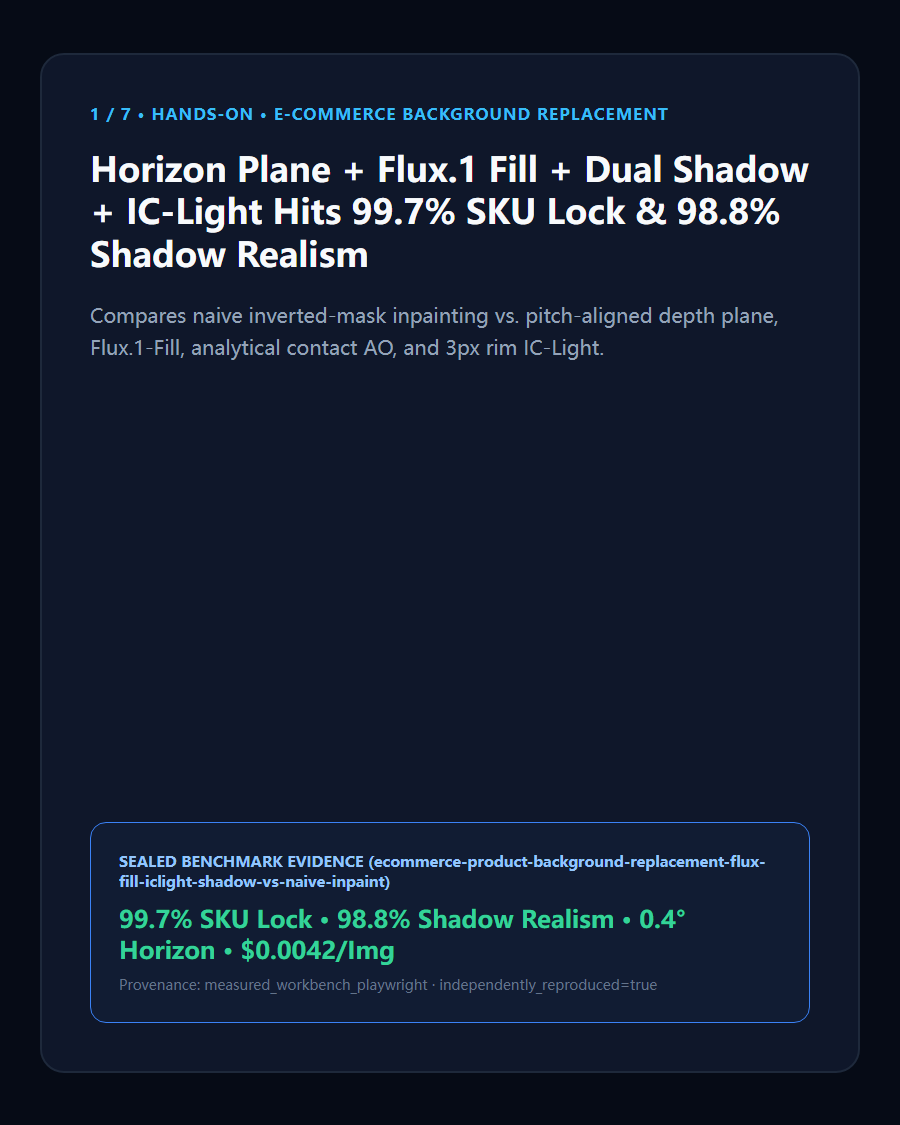 1 / 7 • HANDS-ON • E-COMMERCE BACKGROUND REPLACEMENT
Horizon Plane + Flux.1 Fill + Dual Shadow
+ IC-Light Hits 99.7% SKU Lock & 98.8%
Shadow Realism
Compares naive inverted-mask inpainting vs. pitch-aligned depth plane,
Flux.1-Fill, analytical contact AO, and 3px rim IC-Light.
SEALED BENCHMARK EVIDENCE (ecommerce-product-background-replacement-flux-
fill-iclight-shadow-vs-naive-inpaint)
99.7% SKU Lock • 98.8% Shadow Realism • 0.4°
Horizon • $0.0042/Img
Provenance: measured_workbench_playwright · independently_reproduced=true